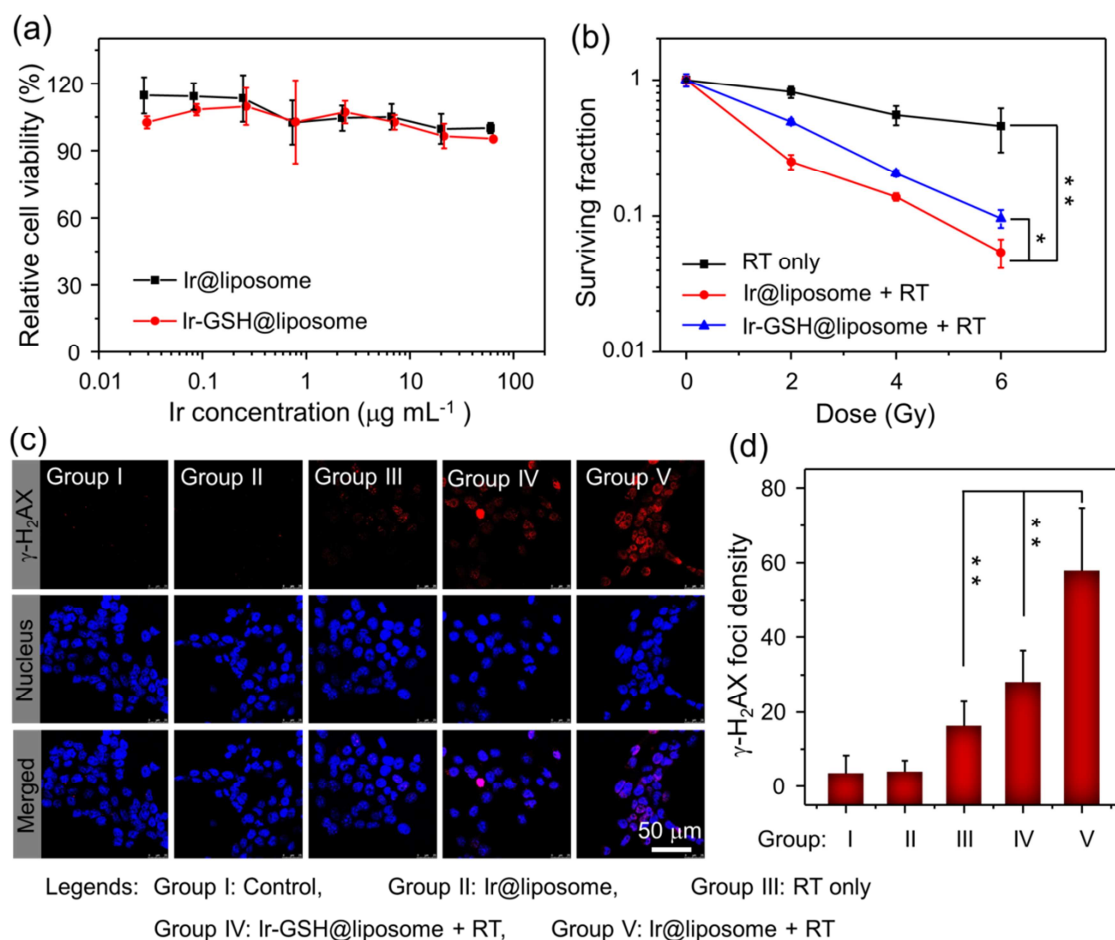 (a)
120
90
60
30
0
Relative cell viability (%)
Ir@liposome
Ir-GSH@liposome
0.01 0.1 1 10 100
Ir concentration (μg mL⁻¹)
(b)
1
0.1
0.01
Surviving fracttion
RT only
Ir@liposome + RT
Ir-GSH@liposome + RT
**
*
0 2 4 6
Dose (Gy)
(c)
Group I Group II Group III Group IV Group V
γ-H₂AX
Nucleus
Merged
50 μm
(d)
80
60
40
20
0
γ-H₂AX foci density
**
**
Group: I II III IV V
Legends: Group I: Control, Group II: Ir@liposome, Group III: RT only
Group IV: Ir-GSH@liposome + RT, Group V: Ir@liposome + RT